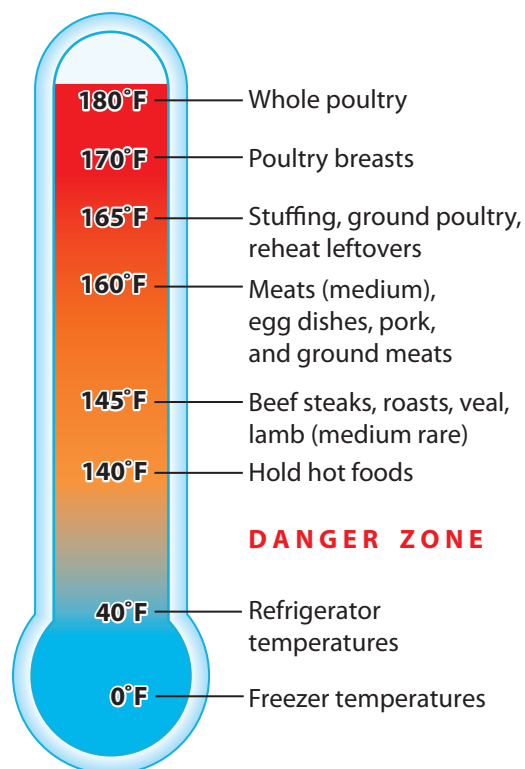 180°F Whole poultry
170°F Poultry breasts
165°F Stuffing, ground poultry,
reheat leftovers
160°F Meats (medium),
egg dishes, pork,
and ground meats
145°F Beef steaks, roasts, veal,
lamb (medium rare)
140°F Hold hot foods
DANGER ZONE
40°F Refrigerator
temperatures
0°F Freezer temperatures